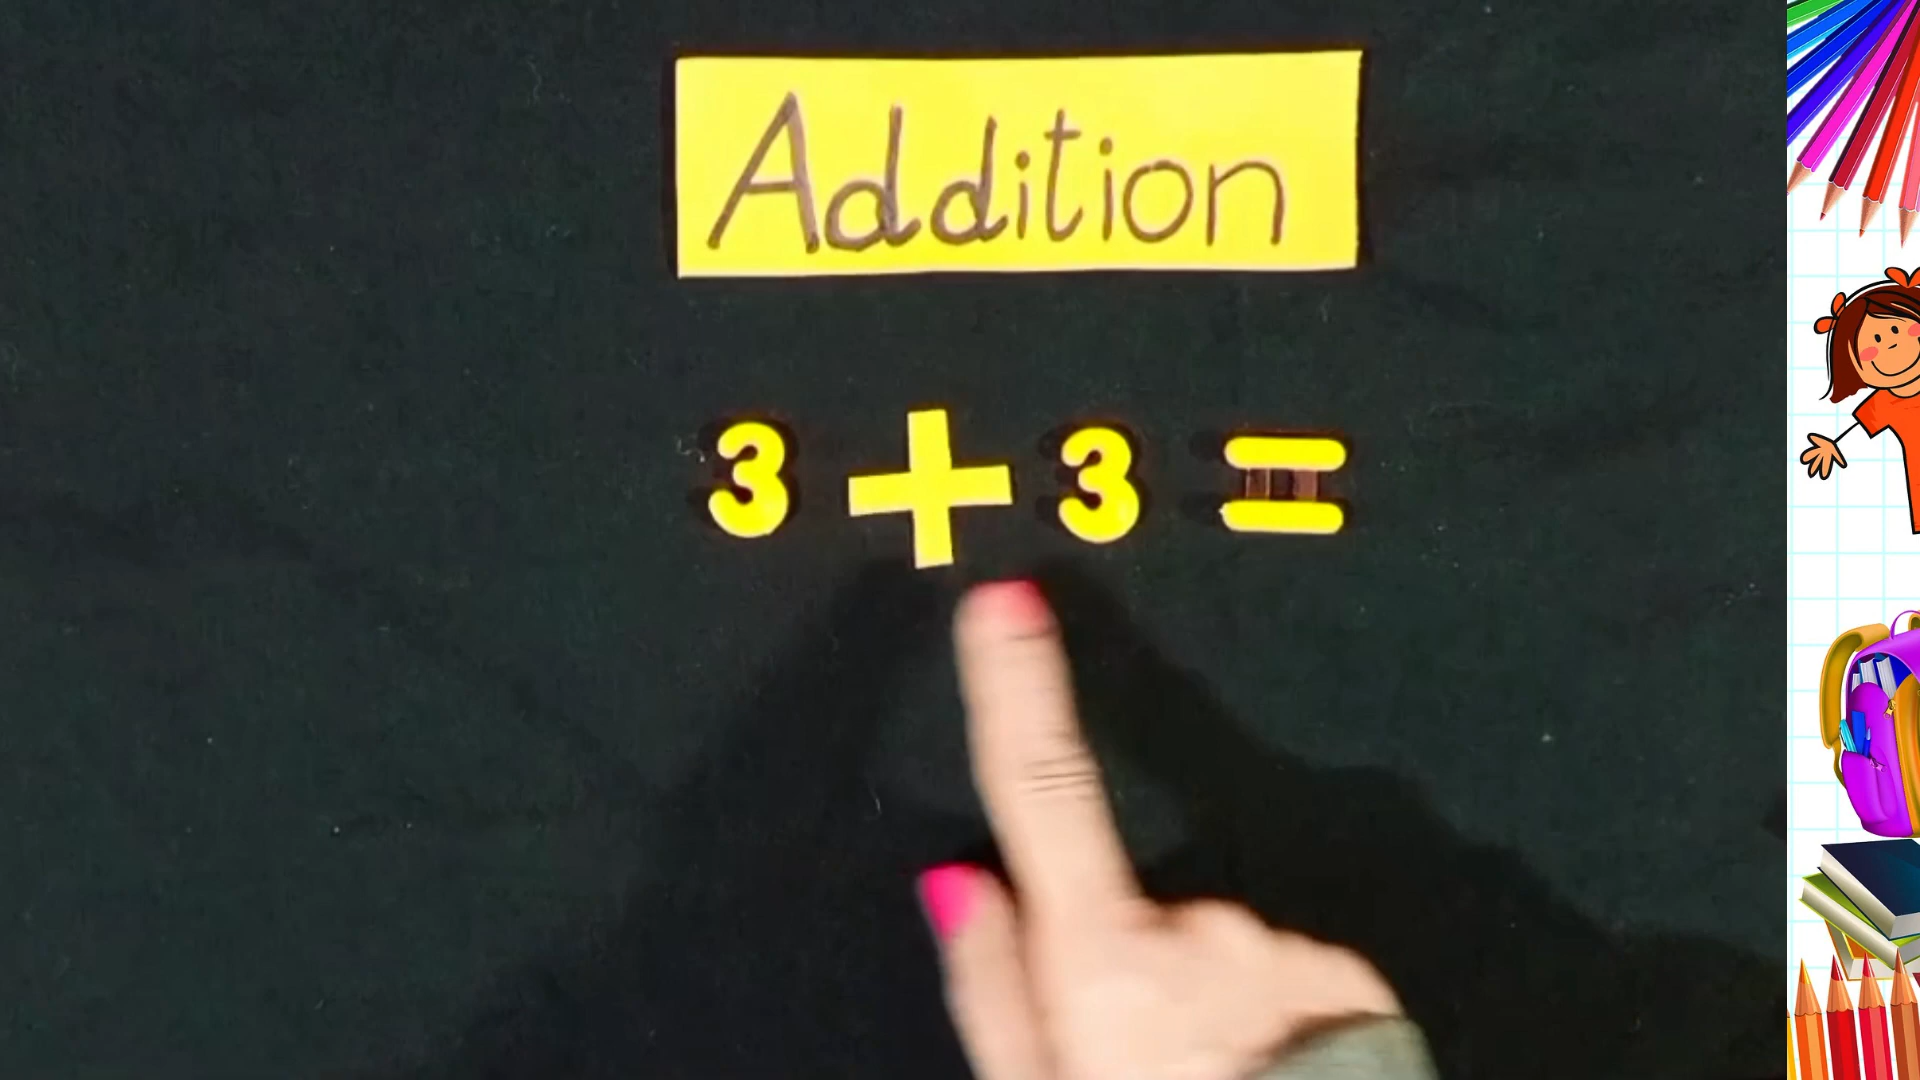 Addition
3 + 3 =